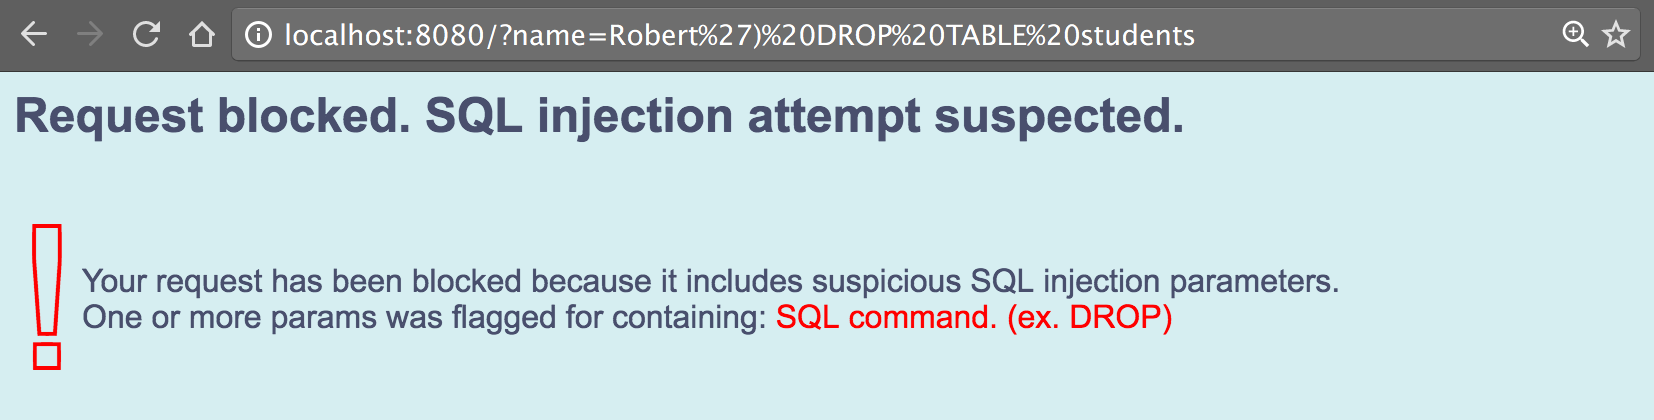 localhost:8080/?name=Robert%27)%20DROP%20TABLE%20students
Request blocked. SQL injection attempt suspected.
!
Your request has been blocked because it includes suspicious SQL injection parameters.
One or more params was flagged for containing: SQL command. (ex. DROP)